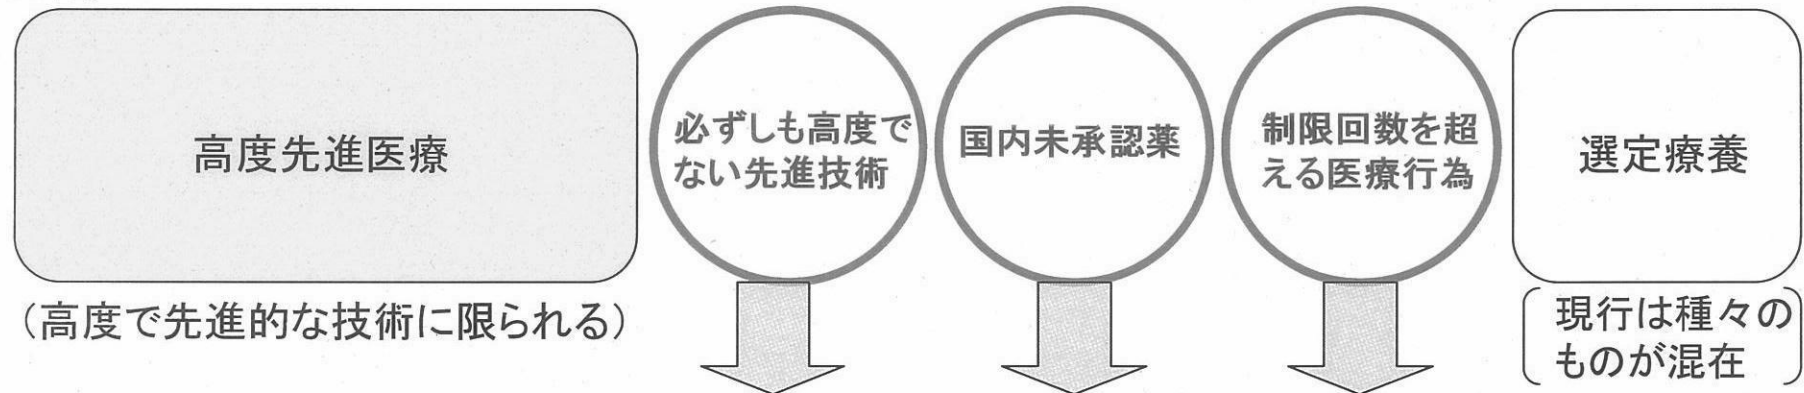 高度先進医療
(高度で先進的な技術に限られる)
必ずしも高度で
ない先進技術
国内未承認薬
制限回数を超
える医療行為
選定療養
現行は種々の
ものが混在